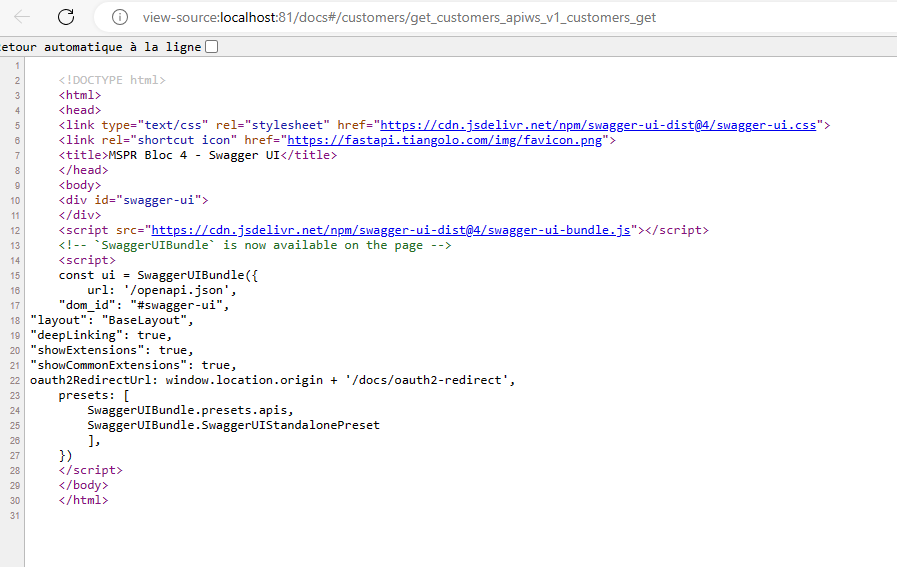 view-source:localhost:81/docs#/customers/get_customers_apiws_v1_customers_get
etour automatique à la ligne
1
2 <!DOCTYPE html>
3 <html>
4 <head>
5 <link type="text/css" rel="stylesheet" href="https://cdn.jsdelivr.net/npm/swagger-ui-dist@4/swagger-ui.css">
6 <link rel="shortcut icon" href="https://fastapi.tiangolo.com/img/favicon.png">
7 <title>MSPR Bloc 4 - Swagger UI</title>
8 </head>
9 <body>
10 <div id="swagger-ui">
11 </div>
12 <script src="https://cdn.jsdelivr.net/npm/swagger-ui-dist@4/swagger-ui-bundle.js"></script>
13 <!-- `SwaggerUIBundle` is now available on the page -->
14 <script>
15 const ui = SwaggerUIBundle({
16 url: '/openapi.json',
17 "dom_id": "#swagger-ui",
18 "layout": "BaseLayout",
19 "deepLinking": true,
20 "showExtensions": true,
21 "showCommonExtensions": true,
22 oauth2RedirectUrl: window.location.origin + '/docs/oauth2-redirect',
23 presets: [
24 SwaggerUIBundle.presets.apis,
25 SwaggerUIBundle.SwaggerUIStandalonePreset
26 ],
27 })
28 </script>
29 </body>
30 </html>
31